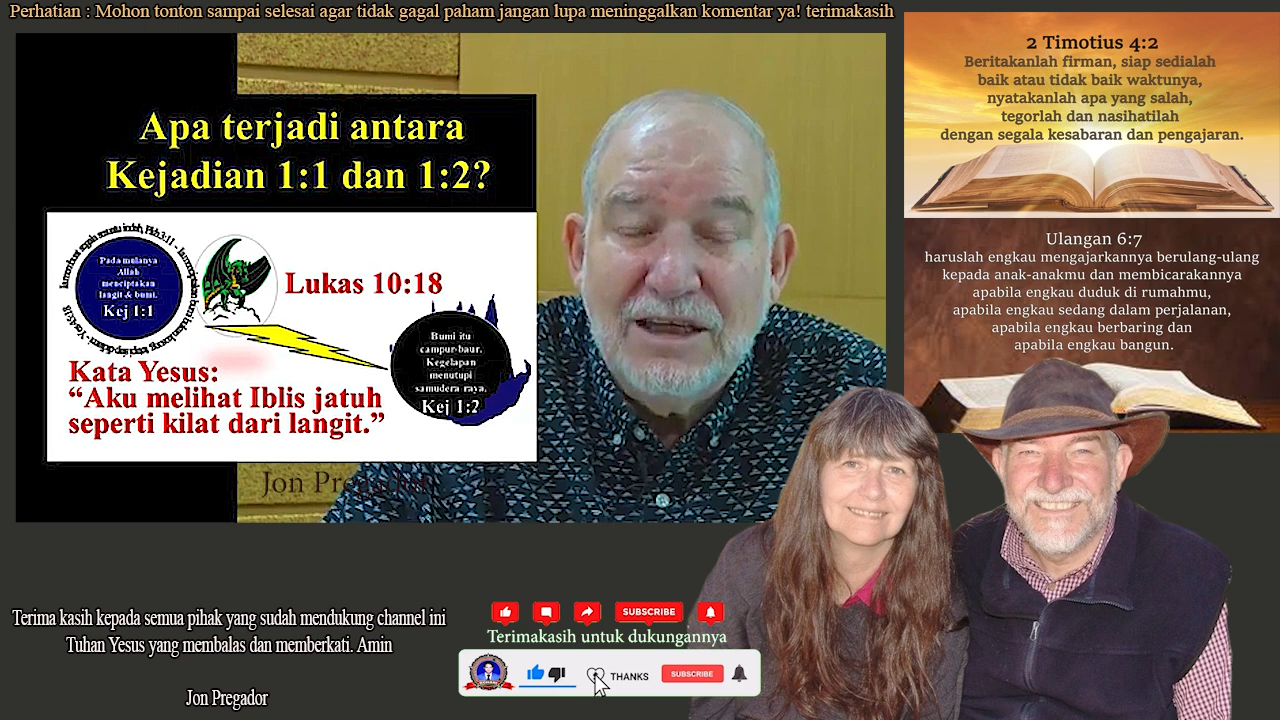 Perhatian : Mohon tonton sampai selesai agar tidak gagal paham jangan lupa meninggalkan komentar ya! terimakasih
Apa terjadi antara
Kejadian 1:1 dan 1:2?
Pada mulanya
Allah
menciptakan
langit & bumi.
Kej 1:1
Lukas 10:18
Bumi itu
campur-baur.
Kegelapan
menutupi
samudera raya.
Kej 1:2
Kata Yesus:
“Aku melihat Iblis jatuh
seperti kilat dari langit.”
Jon Pregador
2 Timotius 4:2
Beritakanlah firman, siap sedialah
baik atau tidak baik waktunya,
nyatakanlah apa yang salah,
tegorlah dan nasihatilah
dengan segala kesabaran dan pengajaran.
Ulangan 6:7
haruslah engkau mengajarkannya berulang-ulang
kepada anak-anakmu dan membicarakannya
apabila engkau duduk di rumahmu,
apabila engkau sedang dalam perjalanan,
apabila engkau berbaring dan
apabila engkau bangun.
Terima kasih kepada semua pihak yang sudah mendukung channel ini
Tuhan Yesus yang membalas dan memberkati. Amin
Jon Pregador
SUBSCRIBE
Terimakasih untuk dukungannya
THANKS
SUBSCRIBE